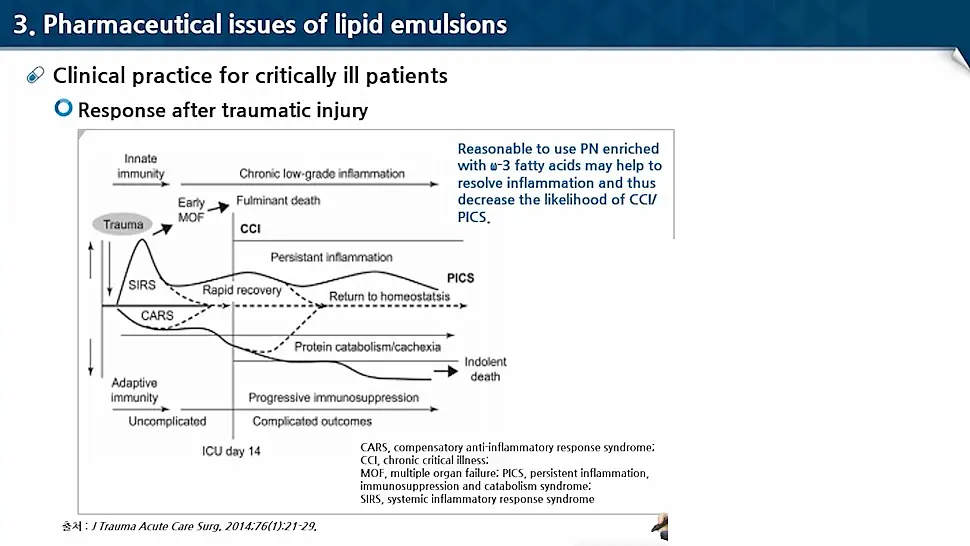 3. Pharmaceutical issues of lipid emulsions
Clinical practice for critically ill patients
Response after traumatic injury
Reasonable to use PN enriched
with ω-3 fatty acids may help to
resolve inflammation and thus
decrease the likelihood of CCI/
PICS.
Innate
immunity
Chronic low-grade inflammation
Early
MOF
Fulminant death
Trauma
CCI
Persistant inflammation
PICS
SIRS
Rapid recovery
Return to homeostatsis
CARS
Protein catabolism/cachexia
Indolent
death
Adaptive
immunity
Progressive immunosuppression
Uncomplicated
Complicated outcomes
ICU day 14
CARS, compensatory anti-inflammatory response syndrome;
CCI, chronic critical illness;
MOF, multiple organ failure; PICS, persistent inflammation,
immunosuppression and catabolism syndrome;
SIRS, systemic inflammatory response syndrome
출처 : J Trauma Acute Care Surg. 2014;76(1):21-29.